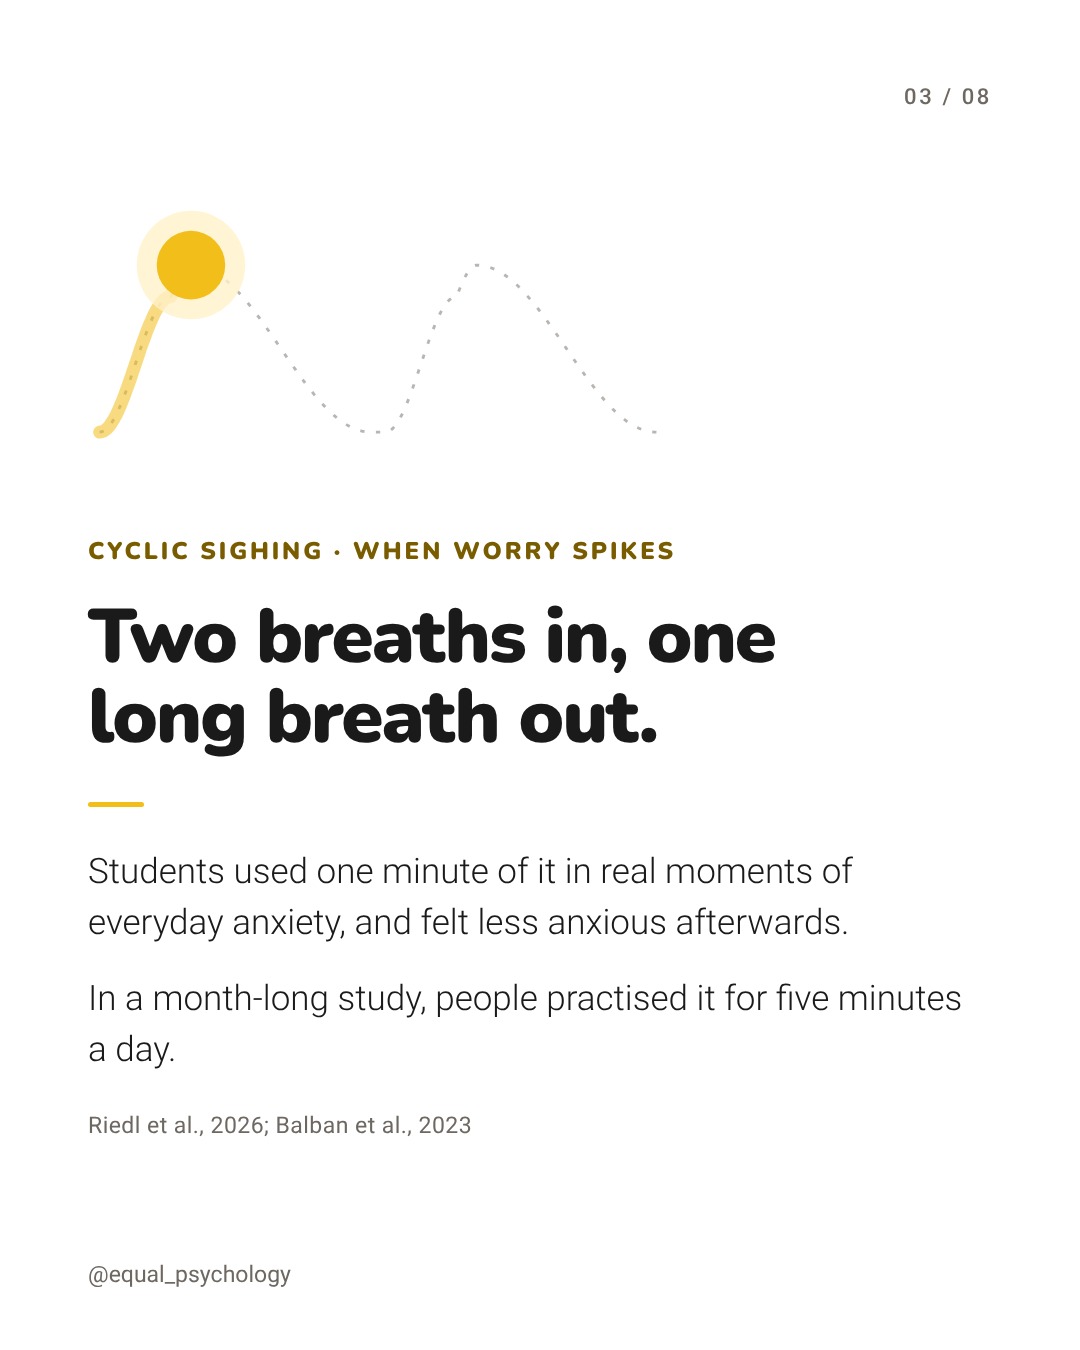 03 / 08
CYCLIC SIGHING · WHEN WORRY SPIKES
Two breaths in, one
long breath out.
Students used one minute of it in real moments of
everyday anxiety, and felt less anxious afterwards.
In a month-long study, people practised it for five minutes
a day.
Riedl et al., 2026; Balban et al., 2023
@equal_psychology